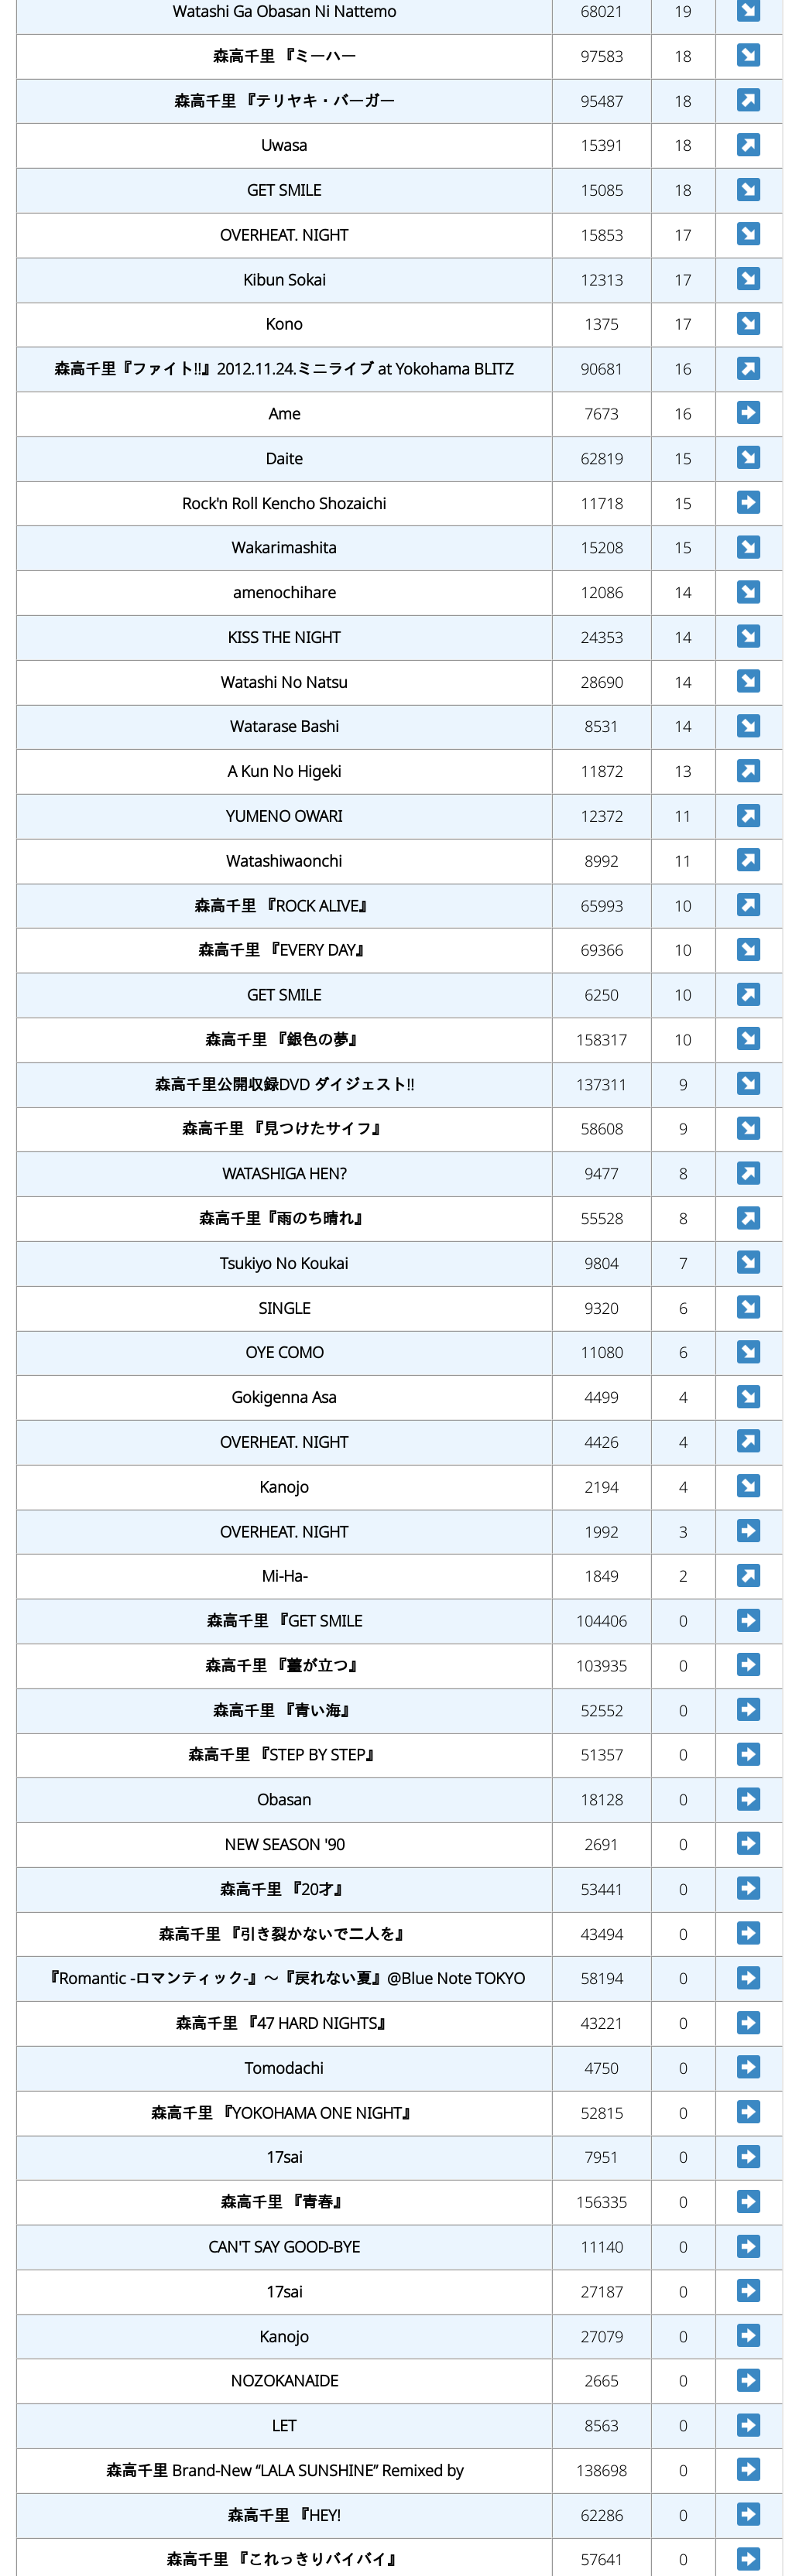 Watashi Ga Obasan Ni Nattemo 68021 19
森高千里 『ミーハー 97583 18
森高千里 『テリヤキ・バーガー 95487 18
Uwasa 15391 18
GET SMILE 15085 18
OVERHEAT. NIGHT 15853 17
Kibun Sokai 12313 17
Kono 1375 17
森高千里『ファイト!!』2012.11.24.ミニライブ at Yokohama BLITZ 90681 16
Ame 7673 16
Daite 62819 15
Rock'n Roll Kencho Shozaichi 11718 15
Wakarimashita 15208 15
amenochihare 12086 14
KISS THE NIGHT 24353 14
Watashi No Natsu 28690 14
Watarase Bashi 8531 14
A Kun No Higeki 11872 13
YUMENO OWARI 12372 11
Watashiwaonchi 8992 11
森高千里 『ROCK ALIVE』 65993 10
森高千里 『EVERY DAY』 69366 10
GET SMILE 6250 10
森高千里 『銀色の夢』 158317 10
森高千里公開収録DVD ダイジェスト!! 137311 9
森高千里 『見つけたサイフ』 58608 9
WATASHIGA HEN? 9477 8
森高千里『雨のち晴れ』 55528 8
Tsukiyo No Koukai 9804 7
SINGLE 9320 6
OYE COMO 11080 6
Gokigenna Asa 4499 4
OVERHEAT. NIGHT 4426 4
Kanojo 2194 4
OVERHEAT. NIGHT 1992 3
Mi-Ha- 1849 2
森高千里 『GET SMILE 104406 0
森高千里 『薹が立つ』 103935 0
森高千里 『青い海』 52552 0
森高千里 『STEP BY STEP』 51357 0
Obasan 18128 0
NEW SEASON '90 2691 0
森高千里 『20才』 53441 0
森高千里 『引き裂かないで二人を』 43494 0
『Romantic -ロマンティック-』～『戻れない夏』@Blue Note TOKYO 58194 0
森高千里 『47 HARD NIGHTS』 43221 0
Tomodachi 4750 0
森高千里 『YOKOHAMA ONE NIGHT』 52815 0
17sai 7951 0
森高千里 『青春』 156335 0
CAN'T SAY GOOD-BYE 11140 0
17sai 27187 0
Kanojo 27079 0
NOZOKANAIDE 2665 0
LET 8563 0
森高千里 Brand-New “LALA SUNSHINE” Remixed by 138698 0
森高千里 『HEY! 62286 0
森高千里 『これっきりバイバイ』 57641 0